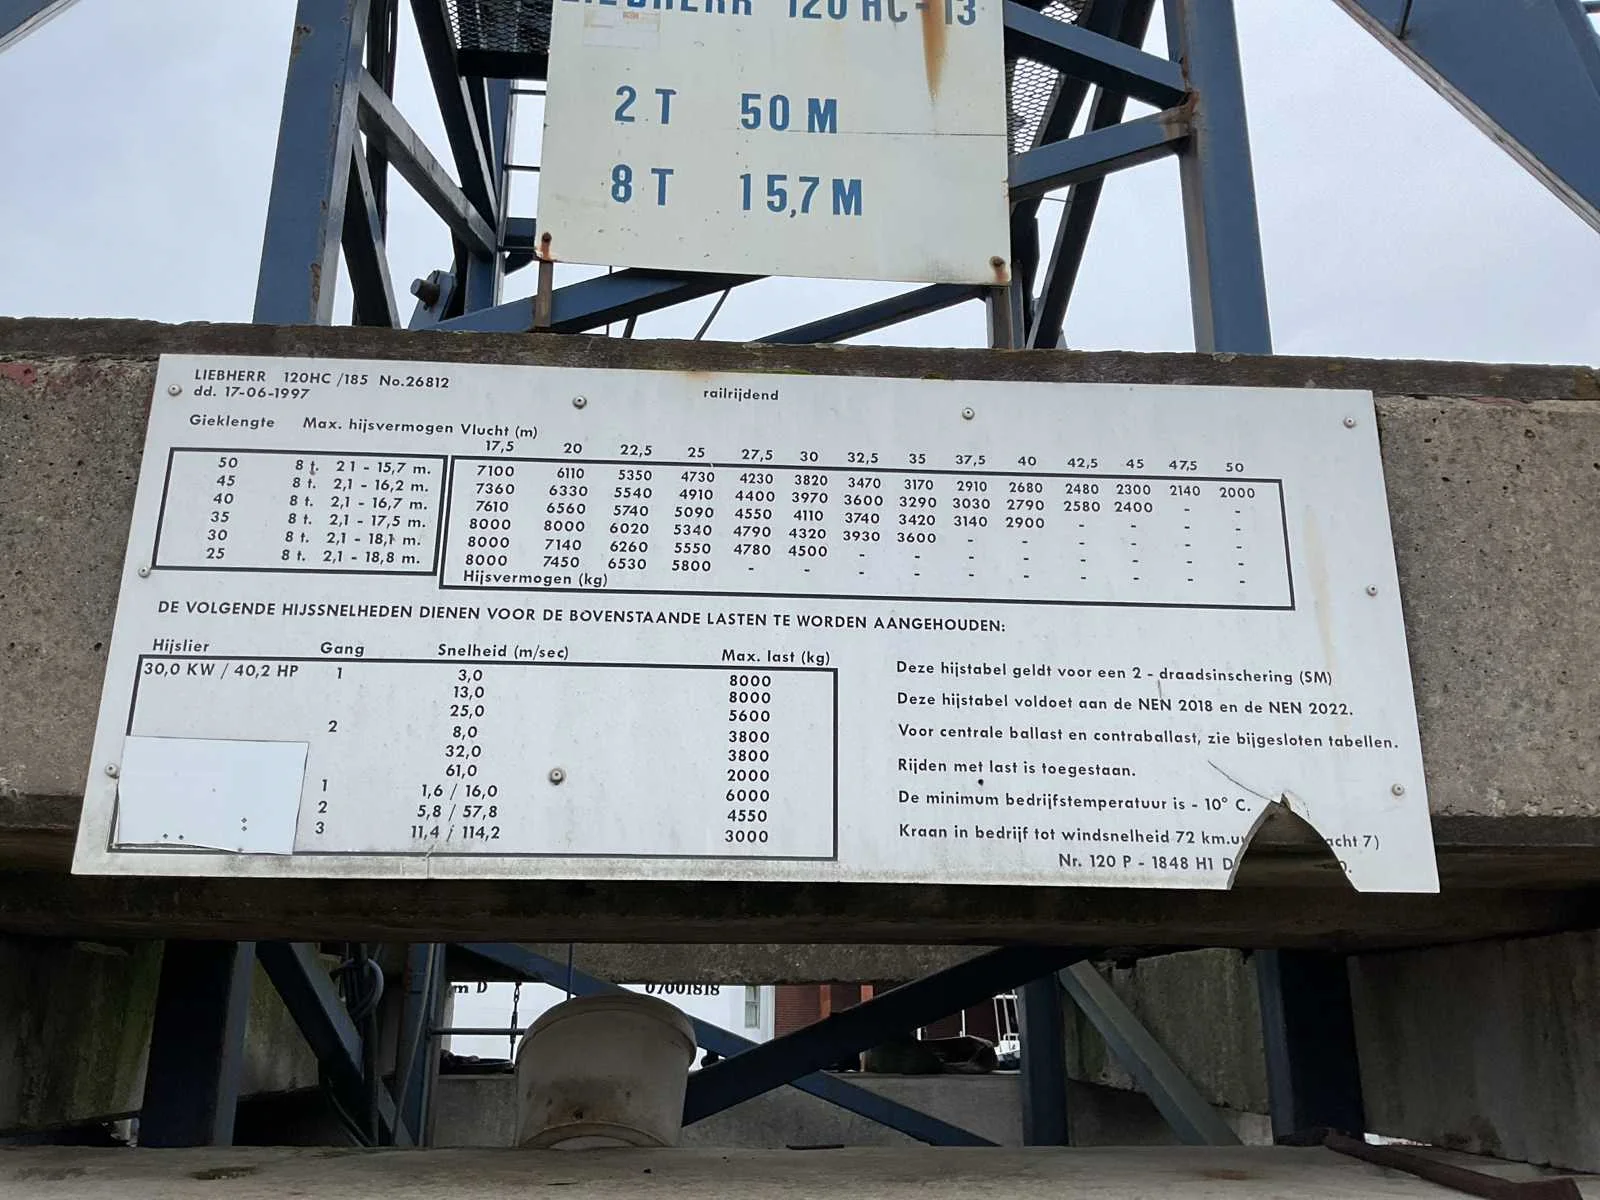 LIEBHERR 120 HC-13
2 T 50 M
8 T 15,7 M
LIEBHERR 120HC /185 No.26812
dd. 17-06-1997
railrijdend
Gieklengte Max. hijsvermogen Vlucht (m)
17,5 20 22,5 25 27,5 30 32,5 35 37,5 40 42,5 45 47,5 50
50 8 t. 2 1 - 15,7 m. 7100 6110 5350 4730 4230 3820 3470 3170 2910 2680 2480 2300 2140 2000
45 8 t. 2,1 - 16,2 m. 7360 6330 5540 4910 4400 3970 3600 3290 3030 2790 2580 2400 - -
40 8 t. 2,1 - 16,7 m. 7610 6560 5740 5090 4550 4110 3740 3420 3140 2900 - - - -
35 8 t. 2,1 - 17,5 m. 8000 8000 6020 5340 4790 4320 3930 3600 - - - - - -
30 8 t. 2,1 - 18,1 m. 8000 7140 6260 5550 4780 4500 - - - - - - - -
25 8 t. 2,1 - 18,8 m. 8000 7450 6530 5800 - - - - - - - - - -
Hijsvermogen (kg)
DE VOLGENDE HIJSSNELHEDEN DIENEN VOOR DE BOVENSTAANDE LASTEN TE WORDEN AANGEHOUDEN:
Hijslier Gang Snelheid (m/sec) Max. last (kg)
30,0 KW / 40,2 HP 1 3,0 8000
13,0 8000
25,0 5600
2 8,0 3800
32,0 3800
61,0 2000
1 1,6 / 16,0 6000
2 5,8 / 57,8 4550
3 11,4 / 114,2 3000
Deze hijstabel geldt voor een 2 - draadsinschering (SM)
Deze hijstabel voldoet aan de NEN 2018 en de NEN 2022.
Voor centrale ballast en contraballast, zie bijgesloten tabellen.
Rijden met last is toegestaan.
De minimum bedrijfstemperatuur is - 10° C.
Kraan in bedrijf tot windsnelheid 72 km.u acht 7)
Nr. 120 P - 1848 H1 D 0.
m D 07001818